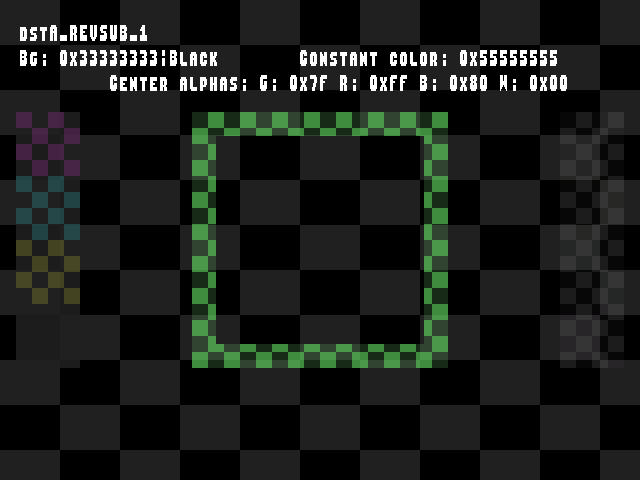 dstA_REVSUB_1
Bg: 0x33333333¦Black Constant color: 0x55555555
Center alphas: G: 0x7f R: 0xff B: 0x80 W: 0x00